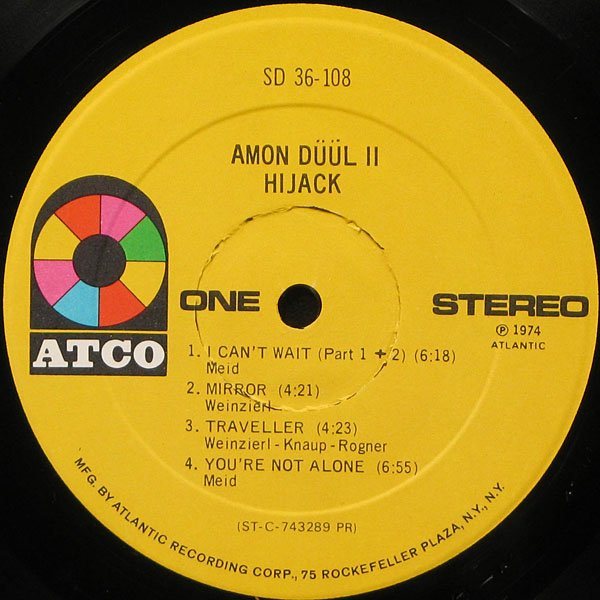 SD 36-108
AMON DÜÜL II
HIJACK
ATCO
ONE
STEREO
℗ 1974
ATLANTIC
1. I CAN'T WAIT (Part 1 + 2) (6:18)
Meid
2. MIRROR (4:21)
Weinzierl
3. TRAVELLER (4:23)
Weinzierl-Knaup-Rogner
4. YOU'RE NOT ALONE (6:55)
Meid
(ST-C-743289 PR)
MFG. BY ATLANTIC RECORDING CORP., 75 ROCKEFELLER PLAZA, N.Y., N.Y.